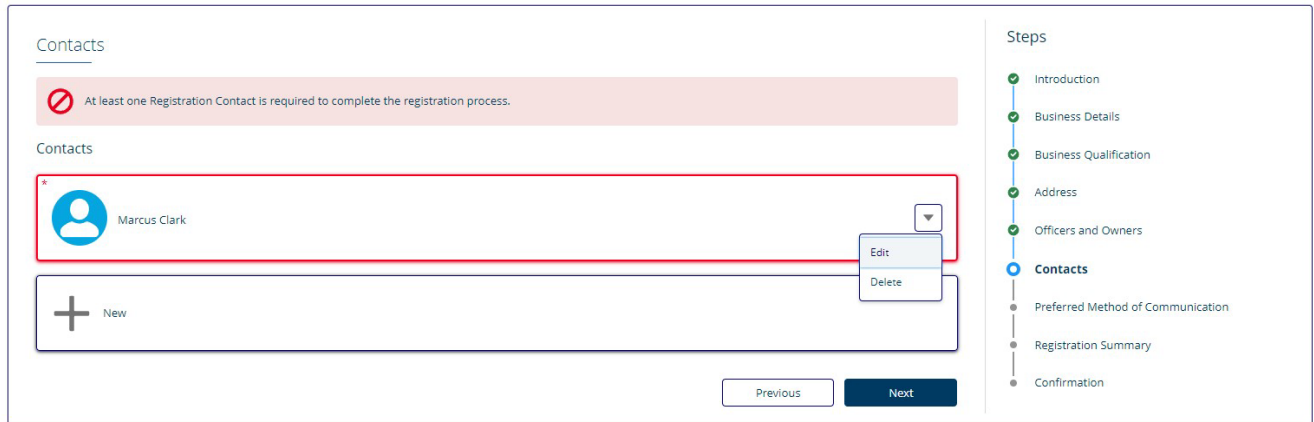 Contacts
At least one Registration Contact is required to complete the registration process.
Contacts
*
Marcus Clark
Edit
Delete
New
Previous
Next
Steps
Introduction
Business Details
Business Qualification
Address
Officers and Owners
Contacts
Preferred Method of Communication
Registration Summary
Confirmation